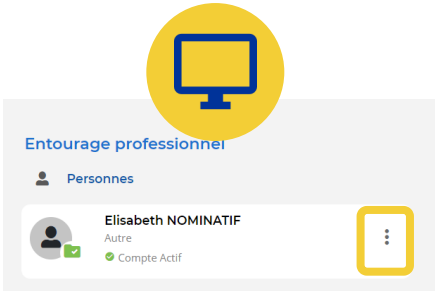 Entourage professionnel
Personnes
Elisabeth NOMINATIF
Autre
Compte Actif